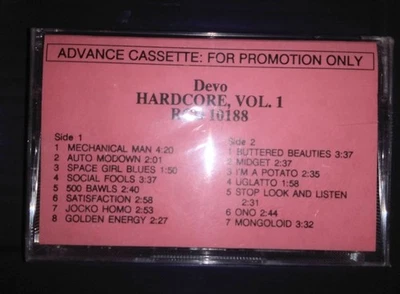 ADVANCE CASSETTE: FOR PROMOTION ONLY
Devo
HARDCORE, VOL. 1
10188
Side 1
1 MECHANICAL MAN 4:20
2 AUTO MODOWN 2:01
3 SPACE GIRL BLUES 1:50
4 SOCIAL FOOLS 3:37
5 500 BAWLS 2:40
6 SATISFACTION 2:58
7 JOCKO HOMO 2:53
8 GOLDEN ENERGY 2:27
Side 2
1 BUTTERED BEAUTIES 3:37
2 MIDGET 2:37
3 I'M A POTATO 2:35
4 UGLATTO 1:58
5 STOP LOOK AND LISTEN
2:31
6 ONO 2:44
7 MONGOLOID 3:32